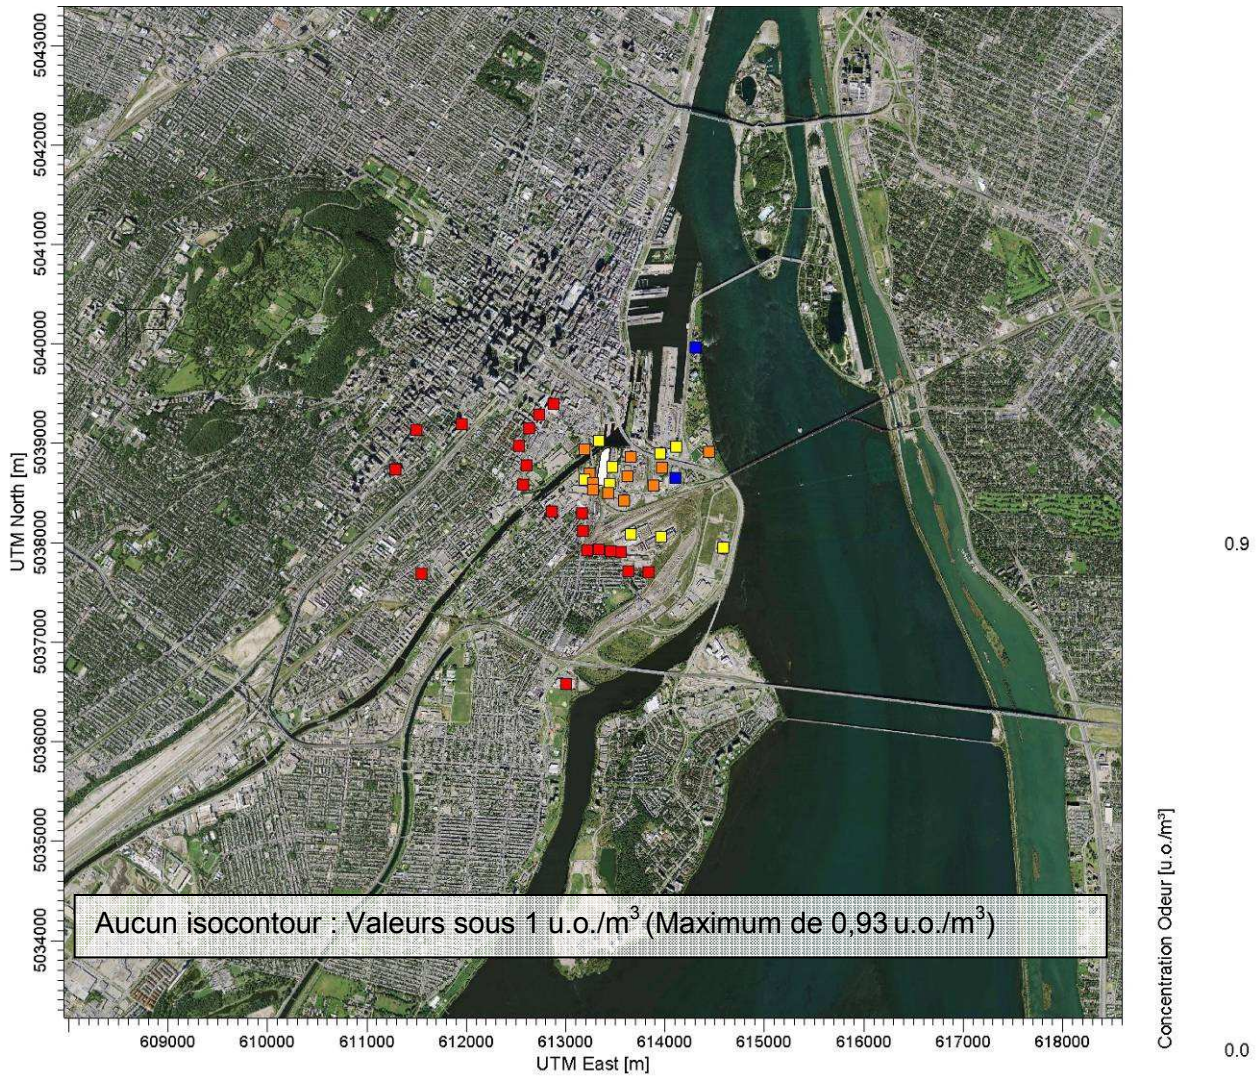 5043000
5042000
5041000
5040000
5039000
5038000
5037000
5036000
5035000
5034000
UTM North [m]
Aucun isocontour : Valeurs sous 1 u.o./m³ (Maximum de 0,93 u.o./m³)
609000 610000 611000 612000 613000 614000 615000 616000 617000 618000
UTM East [m]
0.9
Concentration Odeur [u.o./m³]
0.0